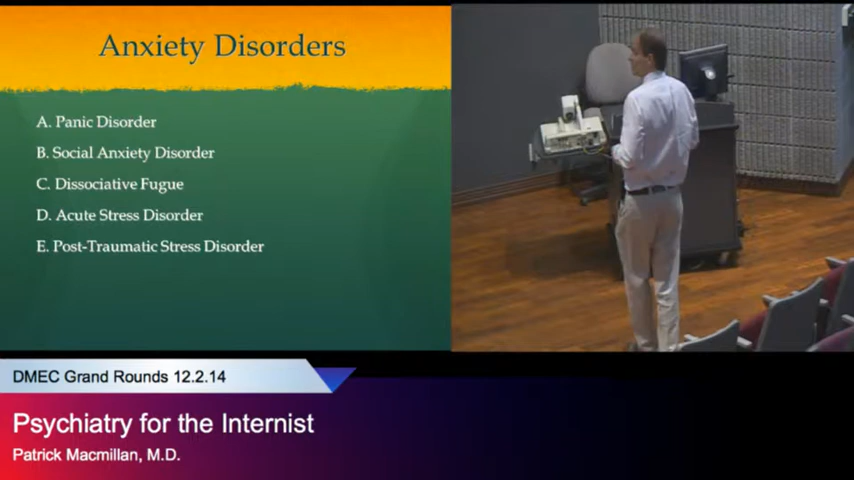 Anxiety Disorders
A. Panic Disorder
B. Social Anxiety Disorder
C. Dissociative Fugue
D. Acute Stress Disorder
E. Post-Traumatic Stress Disorder
DMEC Grand Rounds 12.2.14
Psychiatry for the Internist
Patrick Macmillan, M.D.